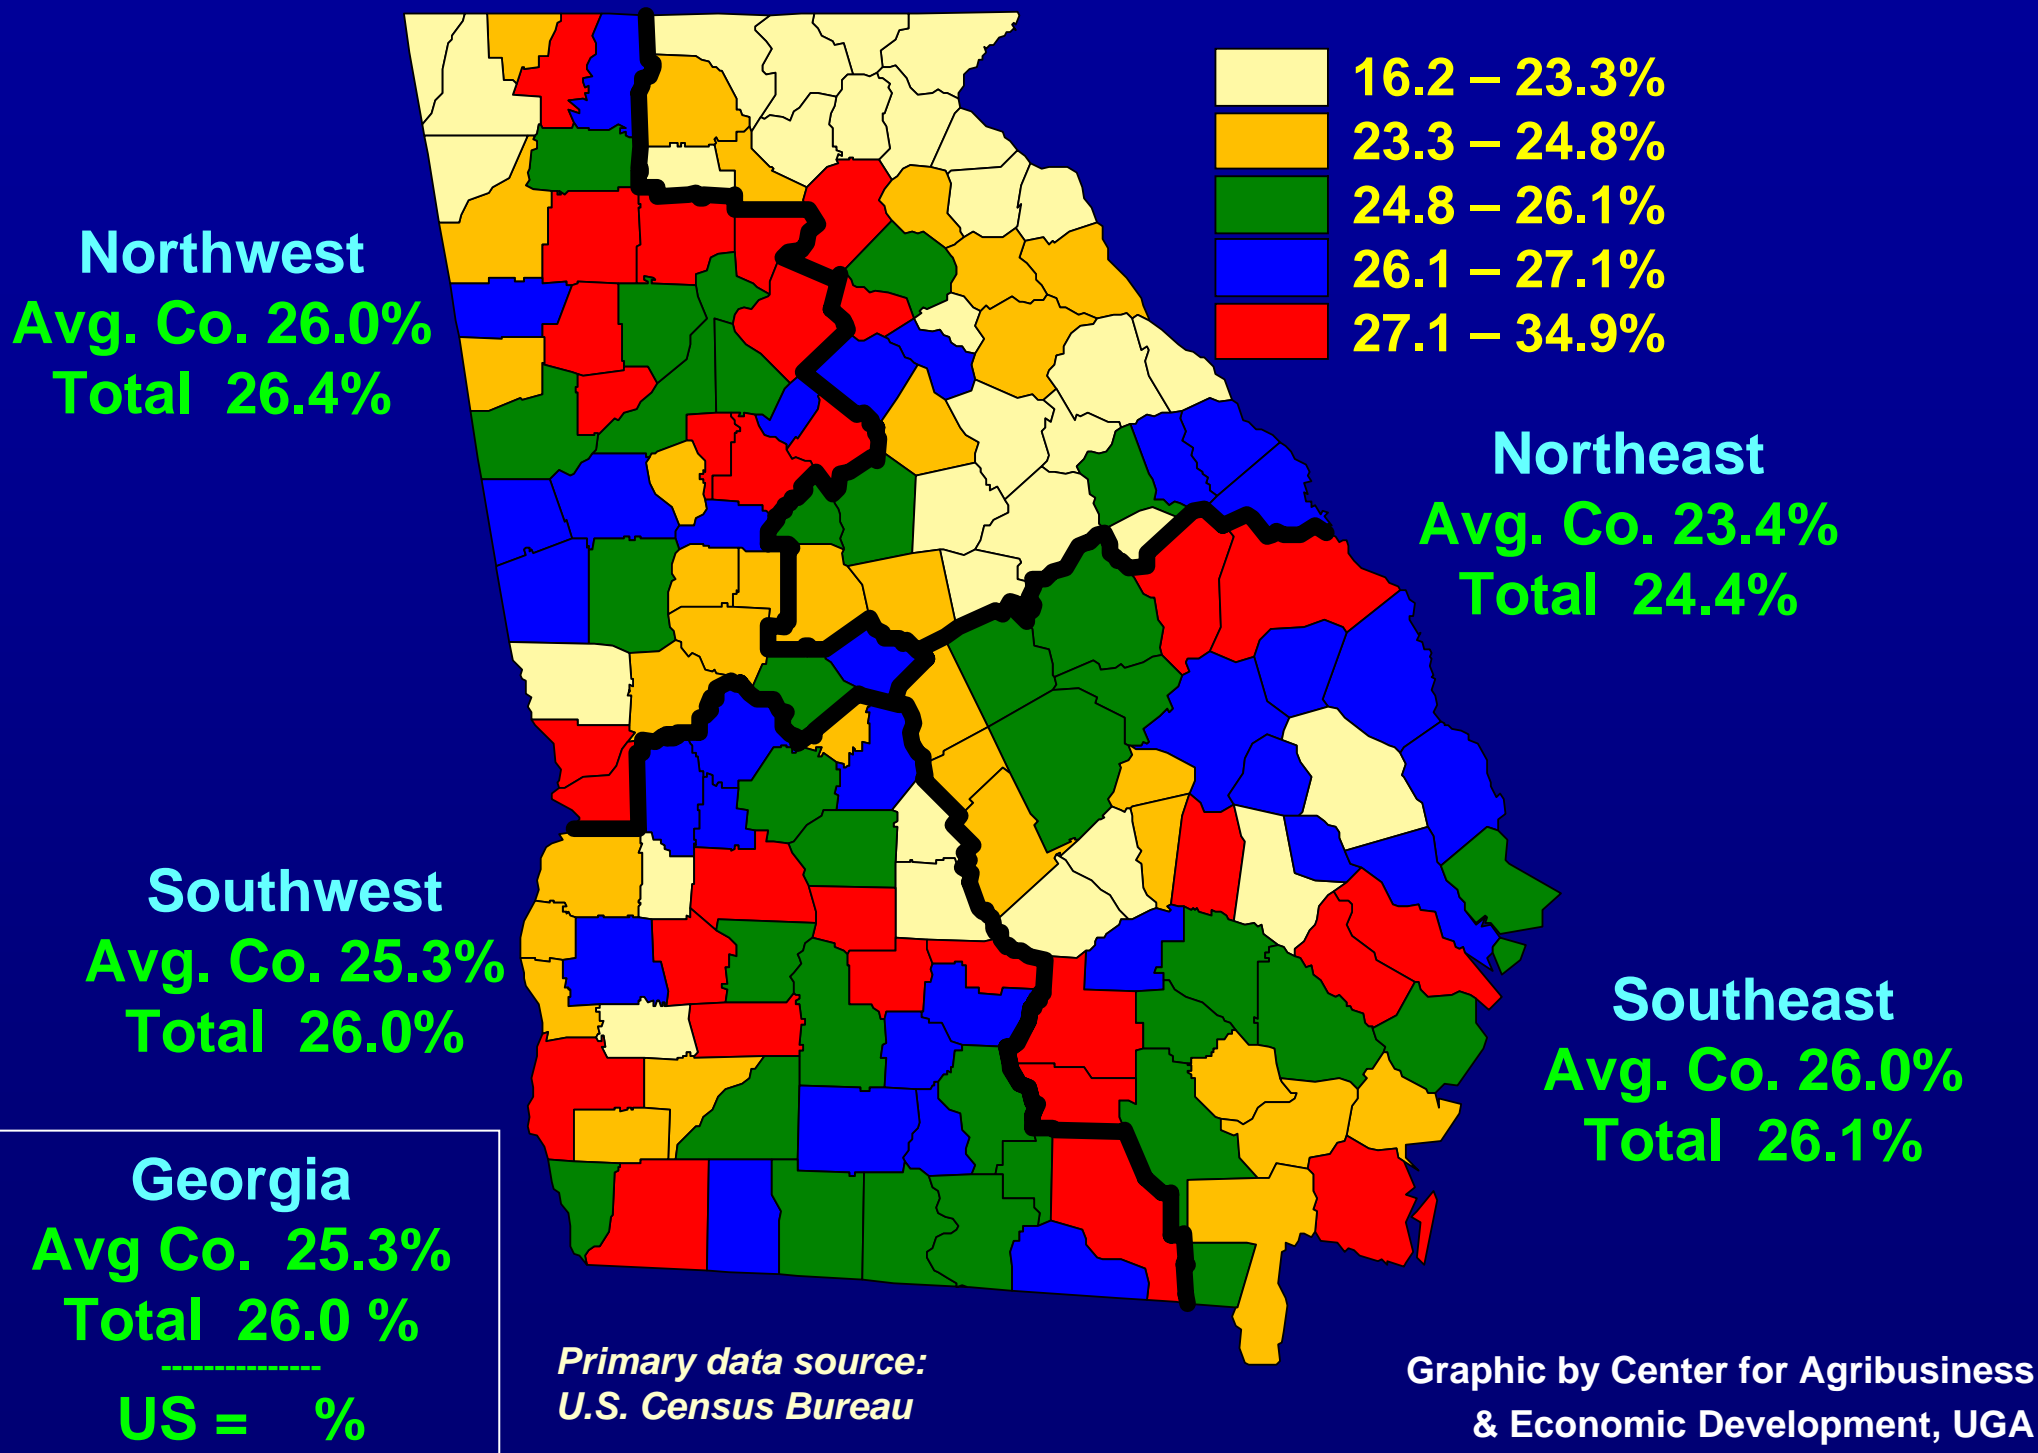 16.2 – 23.3%
23.3 – 24.8%
24.8 – 26.1%
26.1 – 27.1%
27.1 – 34.9%
Northwest
Avg. Co. 26.0%
Total 26.4%
Northeast
Avg. Co. 23.4%
Total 24.4%
Southwest
Avg. Co. 25.3%
Total 26.0%
Southeast
Avg. Co. 26.0%
Total 26.1%
Georgia
Avg Co. 25.3%
Total 26.0 %
---------------
US = %
Primary data source:
U.S. Census Bureau
Graphic by Center for Agribusiness
& Economic Development, UGA